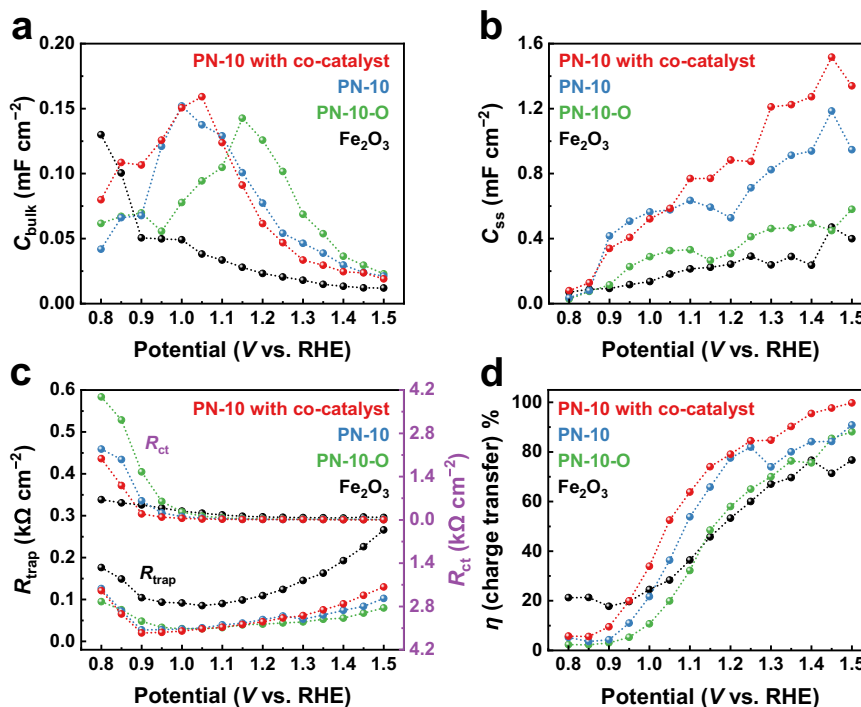 a
PN-10 with co-catalyst
PN-10
PN-10-O
Fe₂O₃
C_bulk (mF cm⁻²)
0.20
0.15
0.10
0.05
0.00
0.8 0.9 1.0 1.1 1.2 1.3 1.4 1.5
Potential (V vs. RHE)
b
PN-10 with co-catalyst
PN-10
PN-10-O
Fe₂O₃
C_ss (mF cm⁻²)
1.6
1.2
0.8
0.4
0.0
0.8 0.9 1.0 1.1 1.2 1.3 1.4 1.5
Potential (V vs. RHE)
c
PN-10 with co-catalyst
PN-10
PN-10-O
Fe₂O₃
R_ct
R_trap
R_trap (kΩ cm⁻²)
0.6
0.5
0.4
0.3
0.2
0.1
0.0
4.2
2.8
1.4
0.0
1.4
2.8
4.2
R_ct (kΩ cm⁻²)
0.8 0.9 1.0 1.1 1.2 1.3 1.4 1.5
Potential (V vs. RHE)
d
PN-10 with co-catalyst
PN-10
PN-10-O
Fe₂O₃
η (charge transfer) %
100
80
60
40
20
0
0.8 0.9 1.0 1.1 1.2 1.3 1.4 1.5
Potential (V vs. RHE)